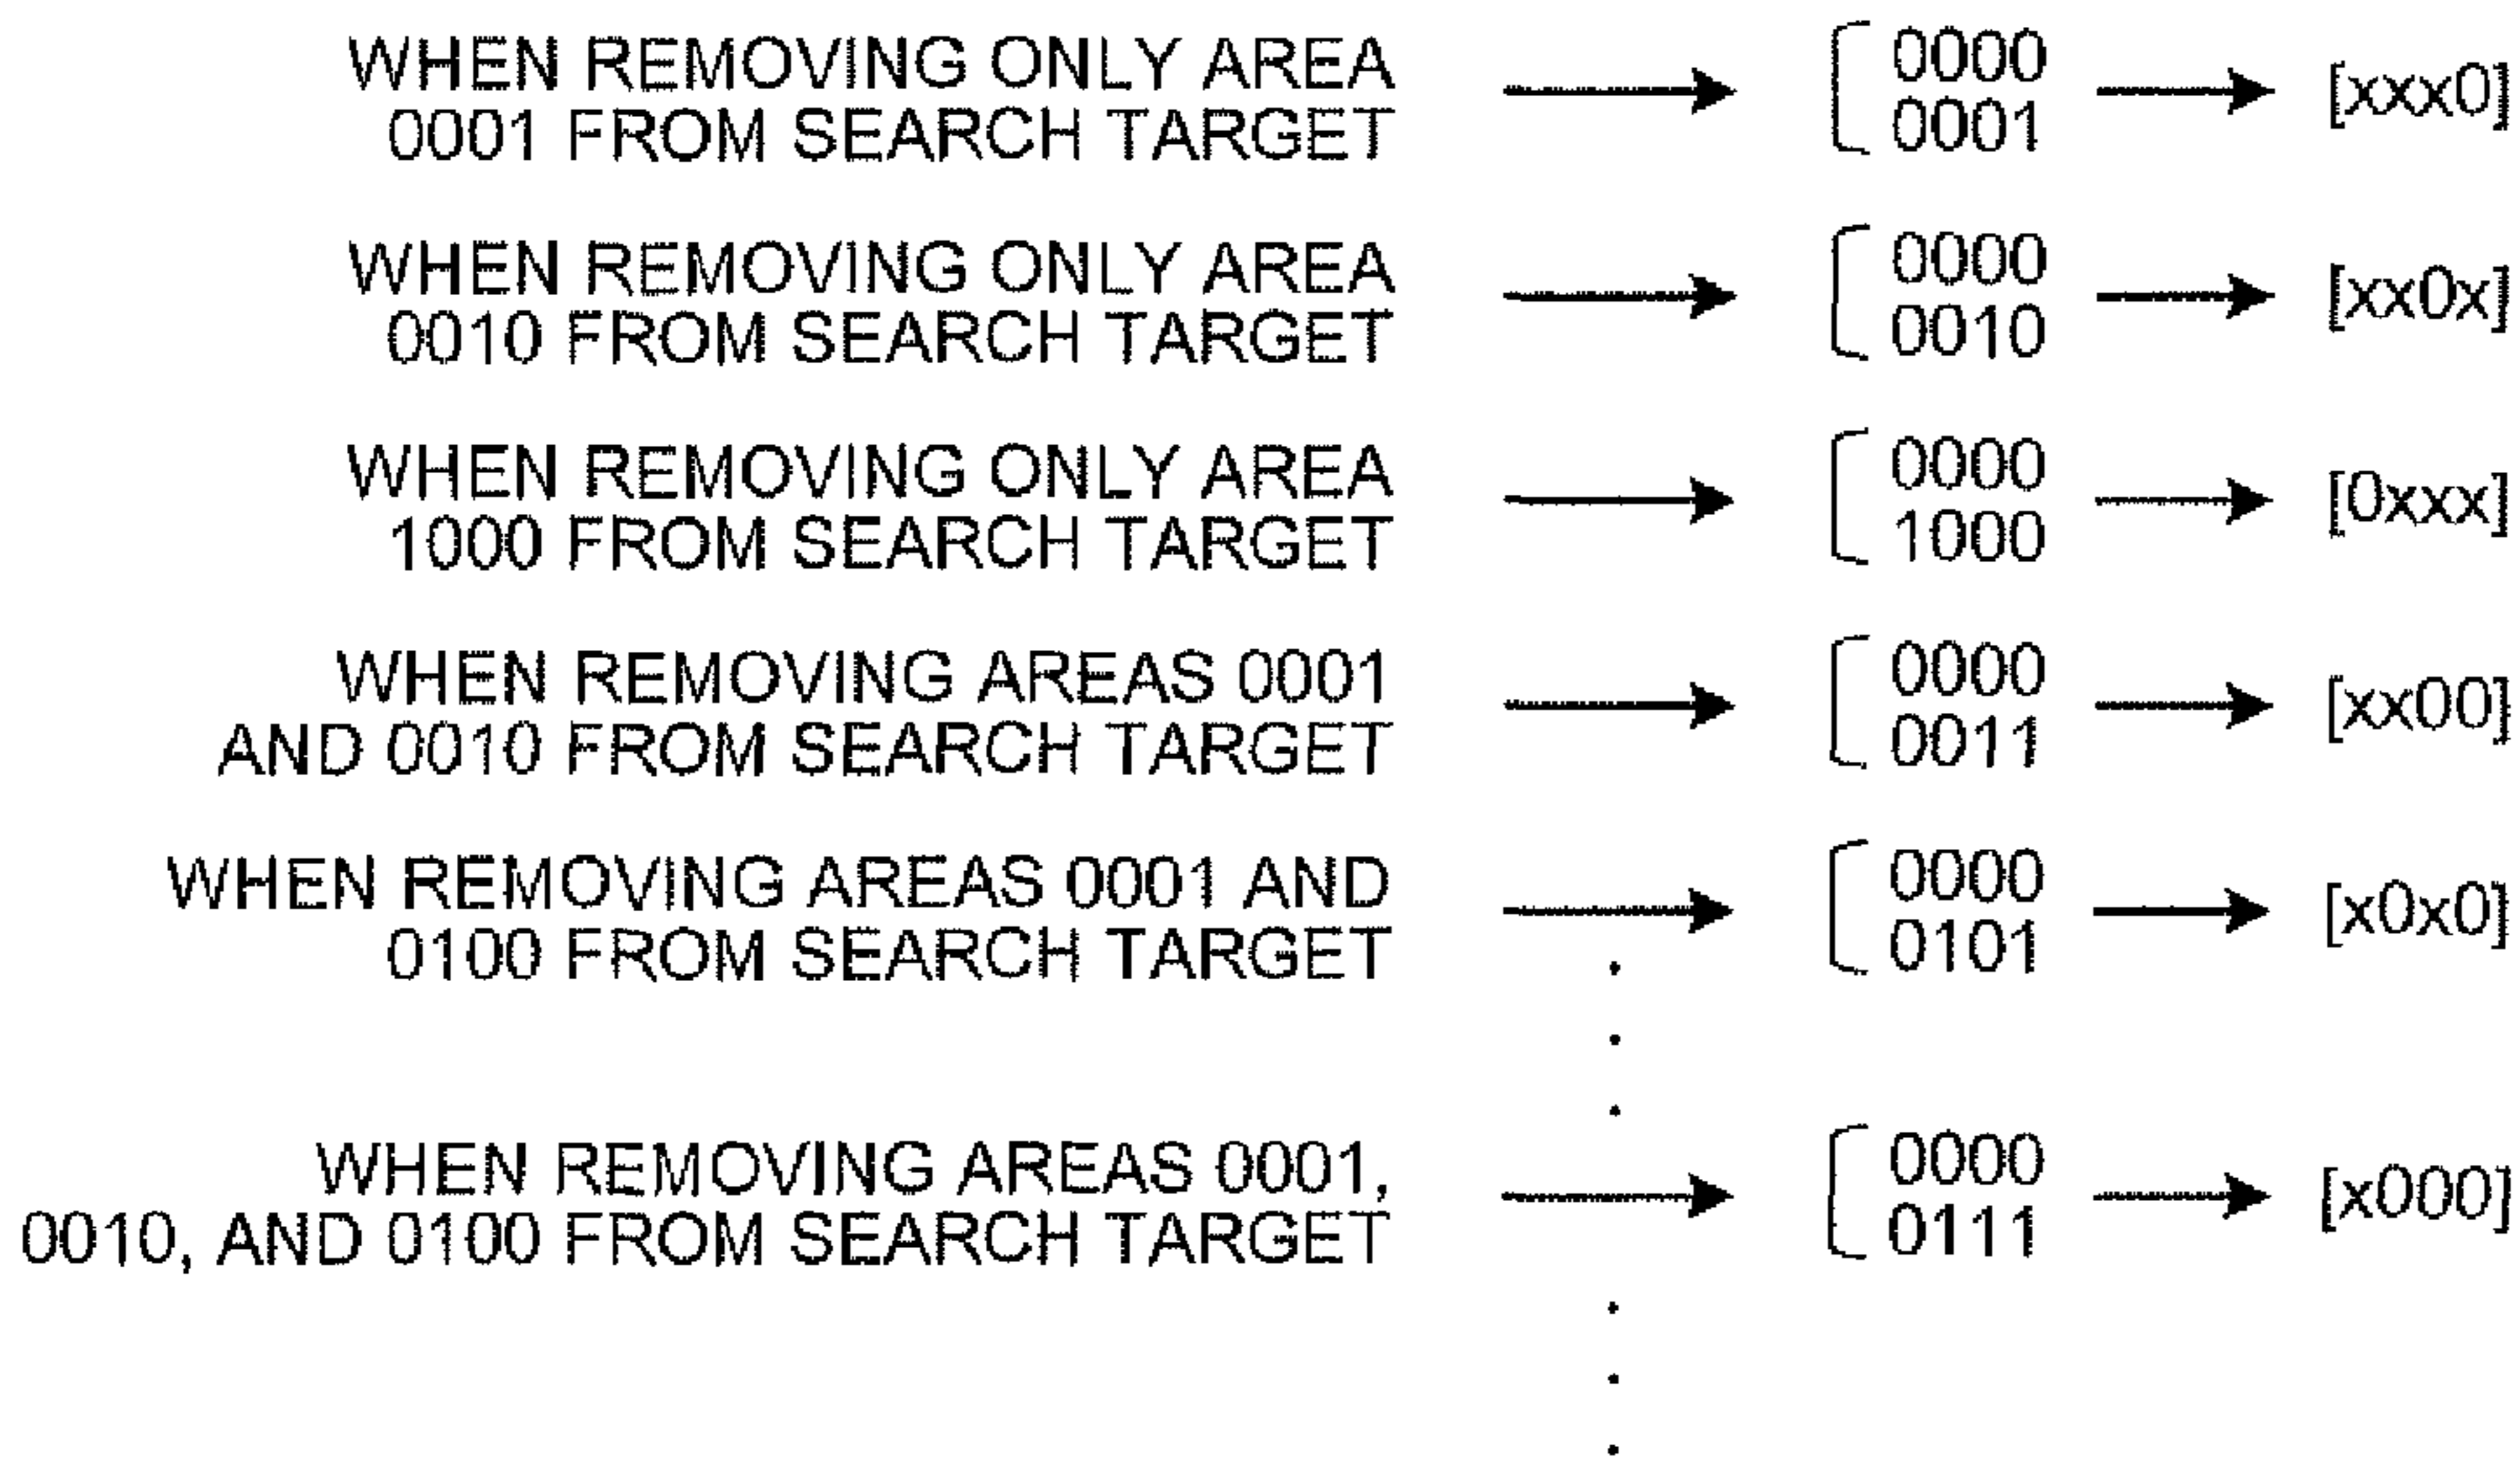 WHEN REMOVING ONLY AREA
0001 FROM SEARCH TARGET
0000
0001
[xxx0]
WHEN REMOVING ONLY AREA
0010 FROM SEARCH TARGET
0000
0010
[xx0x]
WHEN REMOVING ONLY AREA
1000 FROM SEARCH TARGET
0000
1000
[0xxx]
WHEN REMOVING AREAS 0001
AND 0010 FROM SEARCH TARGET
0000
0011
[xx00]
WHEN REMOVING AREAS 0001 AND
0100 FROM SEARCH TARGET
0000
0101
[x0x0]
WHEN REMOVING AREAS 0001,
0010, AND 0100 FROM SEARCH TARGET
0000
0111
[x000]